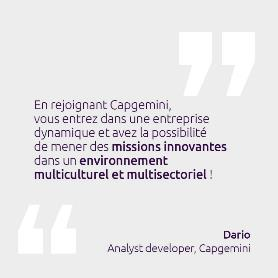 En rejoignant Capgemini,
vous entrez dans une entreprise
dynamique et avez la possibilité
de mener des missions innovantes
dans un environnement
multiculturel et multisectoriel !
Dario
Analyst developer, Capgemini